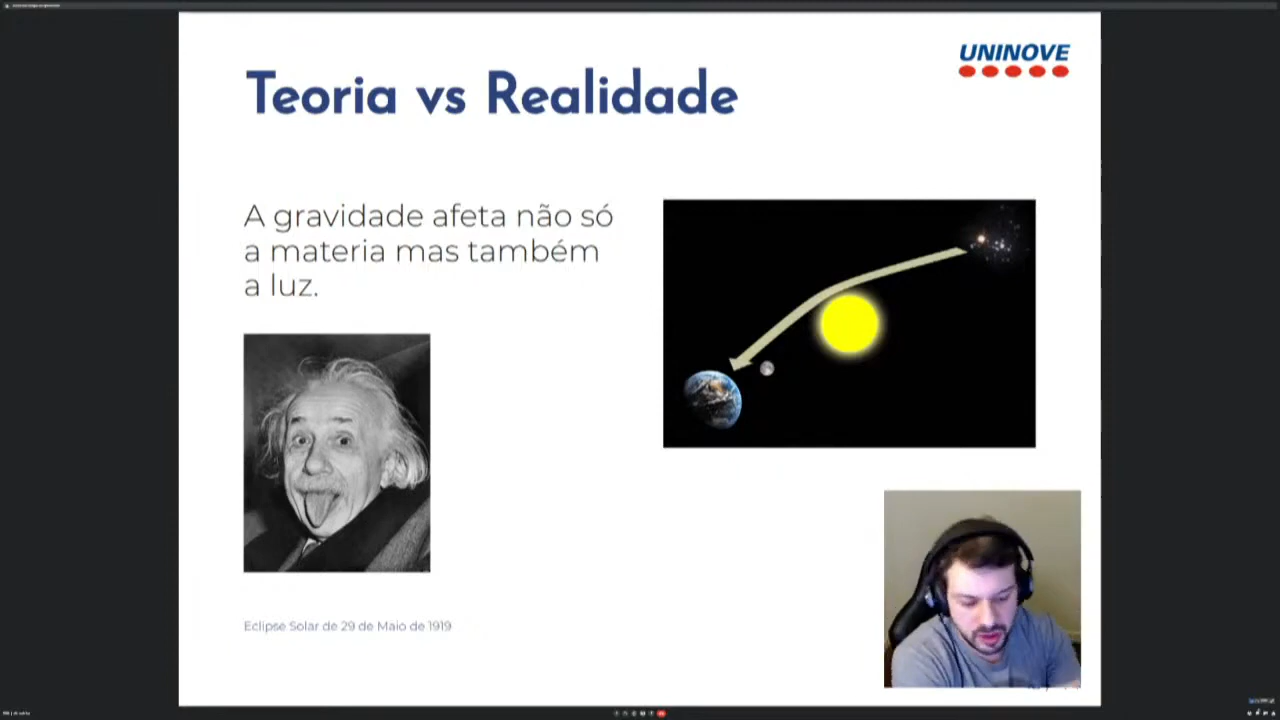 UNINOVE
Teoria vs Realidade
A gravidade afeta não só
a materia mas também
a luz.
Eclipse Solar de 29 de Maio de 1919